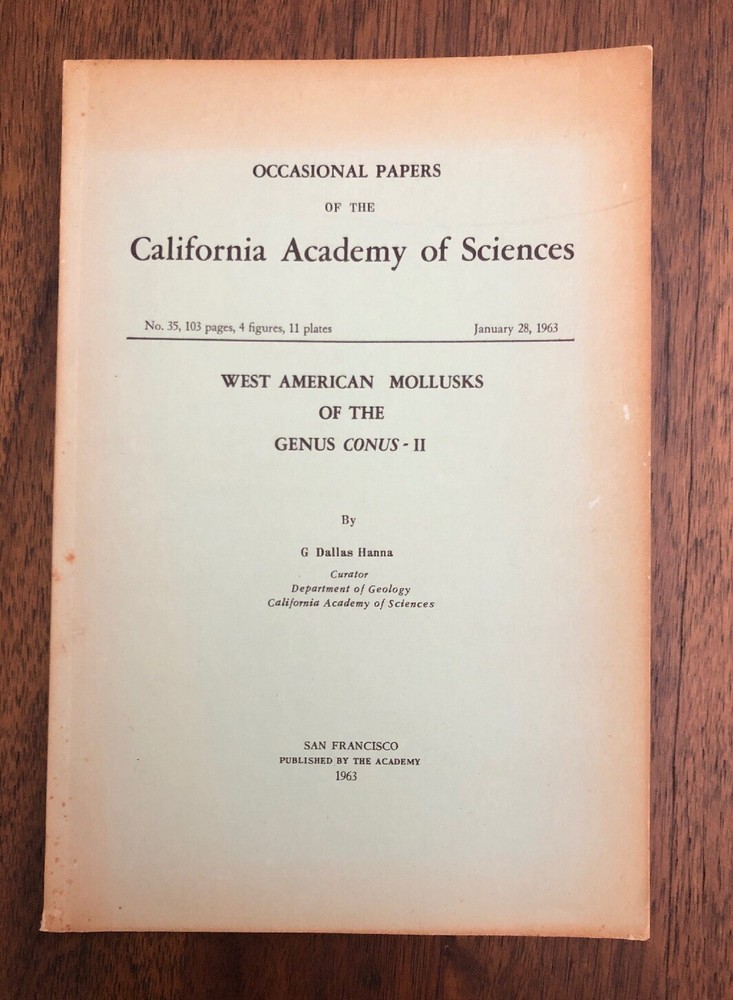 OCCASIONAL PAPERS
OF THE
California Academy of Sciences
No. 35, 103 pages, 4 figures, 11 plates January 28, 1963
WEST AMERICAN MOLLUSKS
OF THE
GENUS CONUS - II
By
G Dallas Hanna
Curator
Department of Geology
California Academy of Sciences
SAN FRANCISCO
PUBLISHED BY THE ACADEMY
1963